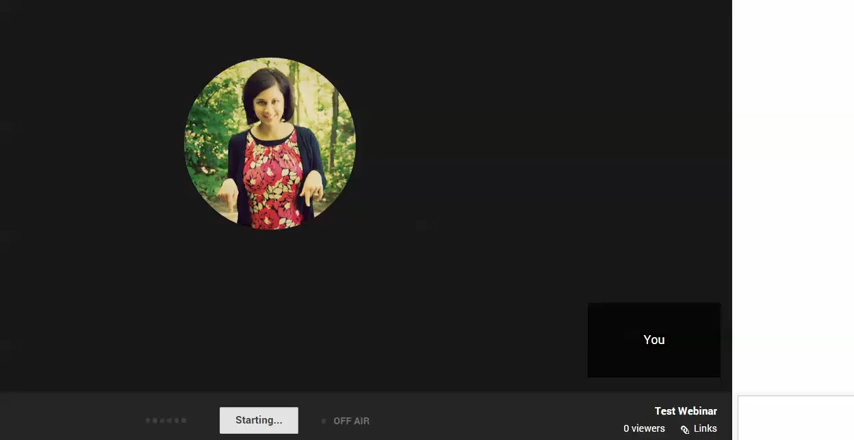 You
Starting...
OFF AIR
Test Webinar
0 viewers
Links